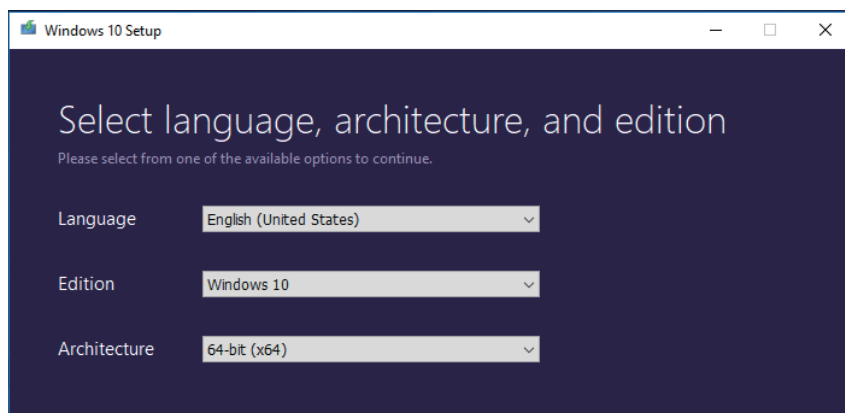 Windows 10 Setup
Select language, architecture, and edition
Please select from one of the available options to continue.
Language English (United States)
Edition Windows 10
Architecture 64-bit (x64)